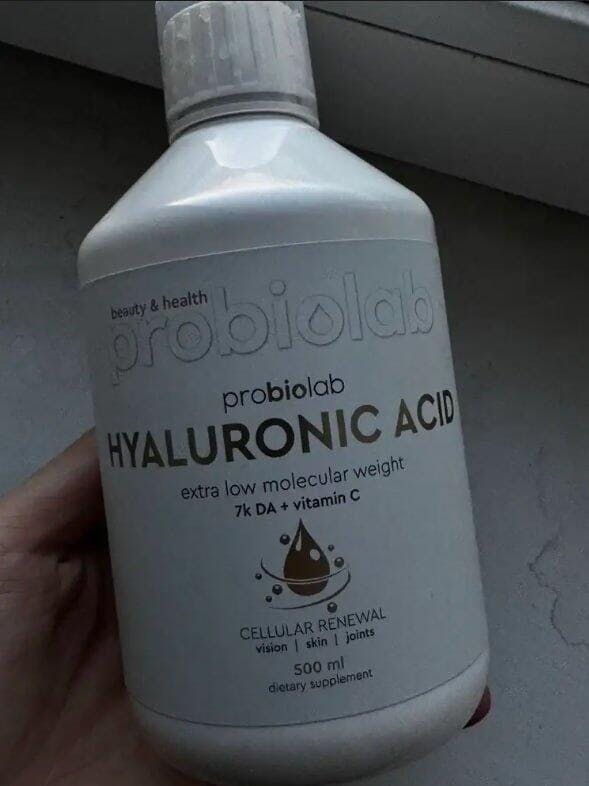 beauty & health
probiolab
probiolab
HYALURONIC ACID
extra low molecular weight
7k DA + vitamin C
CELLULAR RENEWAL
vision | skin | joints
500 ml
dietary supplement